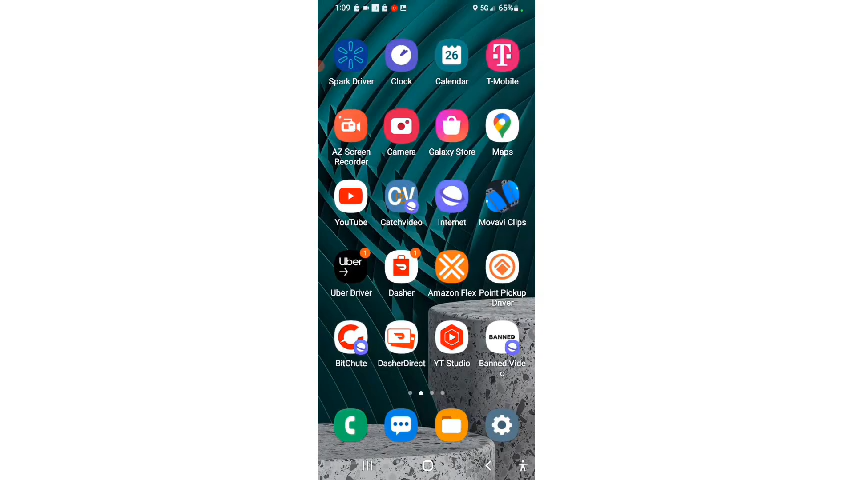 1:09
5G 65%
26
Spark Driver Clock Calendar T-Mobile
AZ Screen Recorder Camera Galaxy Store Maps
CV
YouTube Catchvideo Internet Movavi Clips
Uber 1 1
Uber Driver Dasher Amazon Flex Point Pickup Driver
BANNED
BitChute DasherDirect YT Studio Banned Vide
o